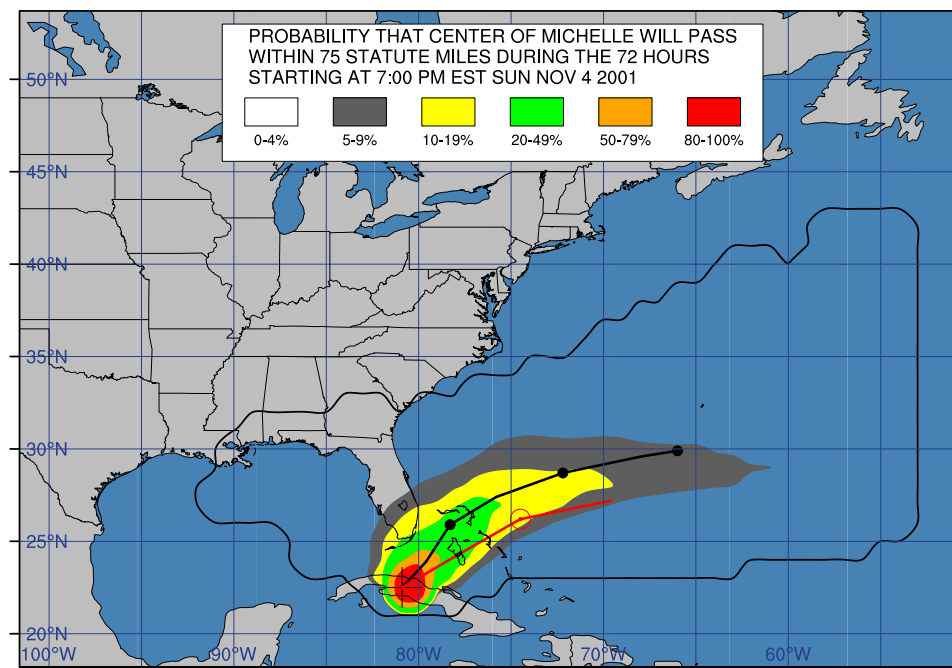 PROBABILITY THAT CENTER OF MICHELLE WILL PASS
WITHIN 75 STATUTE MILES DURING THE 72 HOURS
STARTING AT 7:00 PM EST SUN NOV 4 2001
0-4% 5-9% 10-19% 20-49% 50-79% 80-100%
50°N
45°N
40°N
35°N
30°N
25°N
20°N
100°W 90°W 80°W 70°W 60°W